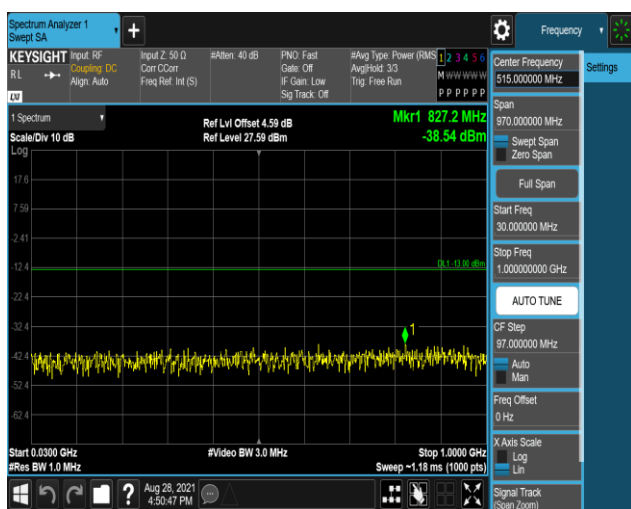 Spectrum Analyzer 1
Swept SA
+
Frequency
KEYSIGHT
RL
LXI
Input: RF
Coupling: DC
Align: Auto
Input Z: 50 Ω
Corr CCorr
Freq Ref: Int (S)
#Atten: 40 dB
PNO: Fast
Gate: Off
IF Gain: Low
Sig Track: Off
#Avg Type: Power (RMS
Avg|Hold: 3/3
Trig: Free Run
1 2 3 4 5 6
M W W W W W
P P P P P P
1 Spectrum
Scale/Div 10 dB
Log
Ref Lvl Offset 4.59 dB
Ref Level 27.59 dBm
Mkr1 827.2 MHz
-38.54 dBm
17.6
7.59
-2.41
-12.4
DL1 -13.00 dBm
-22.4
-32.4
1
-42.4
-52.4
-62.4
Start 0.0300 GHz
#Res BW 1.0 MHz
#Video BW 3.0 MHz
Stop 1.0000 GHz
Sweep ~1.18 ms (1000 pts)
?
Aug 28, 2021
4:50:47 PM
Center Frequency
515.000000 MHz
Span
970.000000 MHz
Swept Span
Zero Span
Full Span
Start Freq
30.000000 MHz
Stop Freq
1.000000000 GHz
AUTO TUNE
CF Step
97.000000 MHz
Auto
Man
Freq Offset
0 Hz
X Axis Scale
Log
Lin
Signal Track
(Span Zoom)
Settings